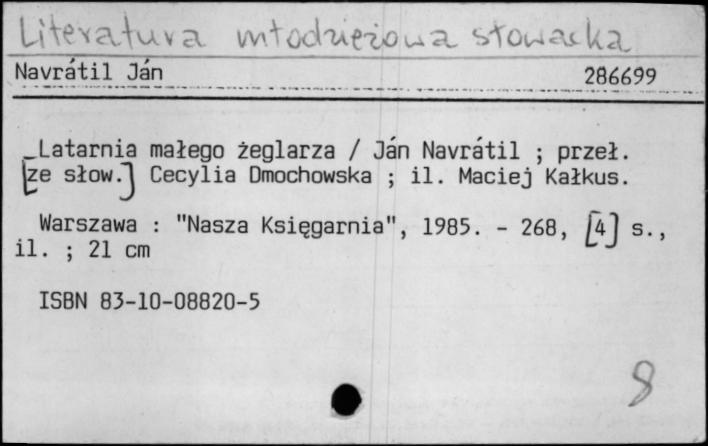 Literatura młodzieżowa słowacka
Navrátil Ján 286699
Latarnia małego żeglarza / Ján Navrátil ; przeł.
[ze słow.] Cecylia Dmochowska ; il. Maciej Kałkus.
Warszawa : "Nasza Księgarnia", 1985. - 268, [4] s.,
il. ; 21 cm
ISBN 83-10-08820-5
8